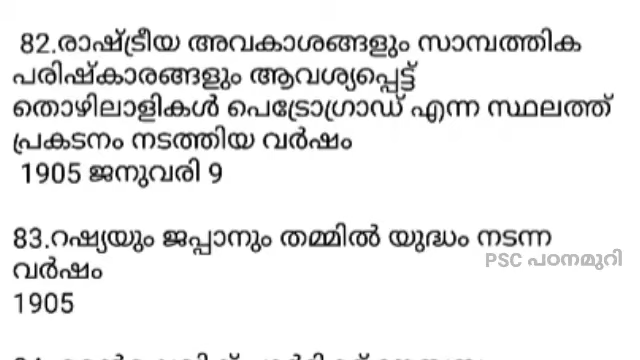 82.രാഷ്ട്രീയ അവകാശങ്ങളും സാമ്പത്തിക
പരിഷ്കാരങ്ങളും ആവശ്യപ്പെട്ട്
തൊഴിലാളികൾ പെട്രോഗ്രാഡ് എന്ന സ്ഥലത്ത്
പ്രകടനം നടത്തിയ വർഷം
1905 ജനുവരി 9
83.റഷ്യയും ജപ്പാനും തമ്മിൽ യുദ്ധം നടന്ന
വർഷം
PSC പഠനമുറി
1905